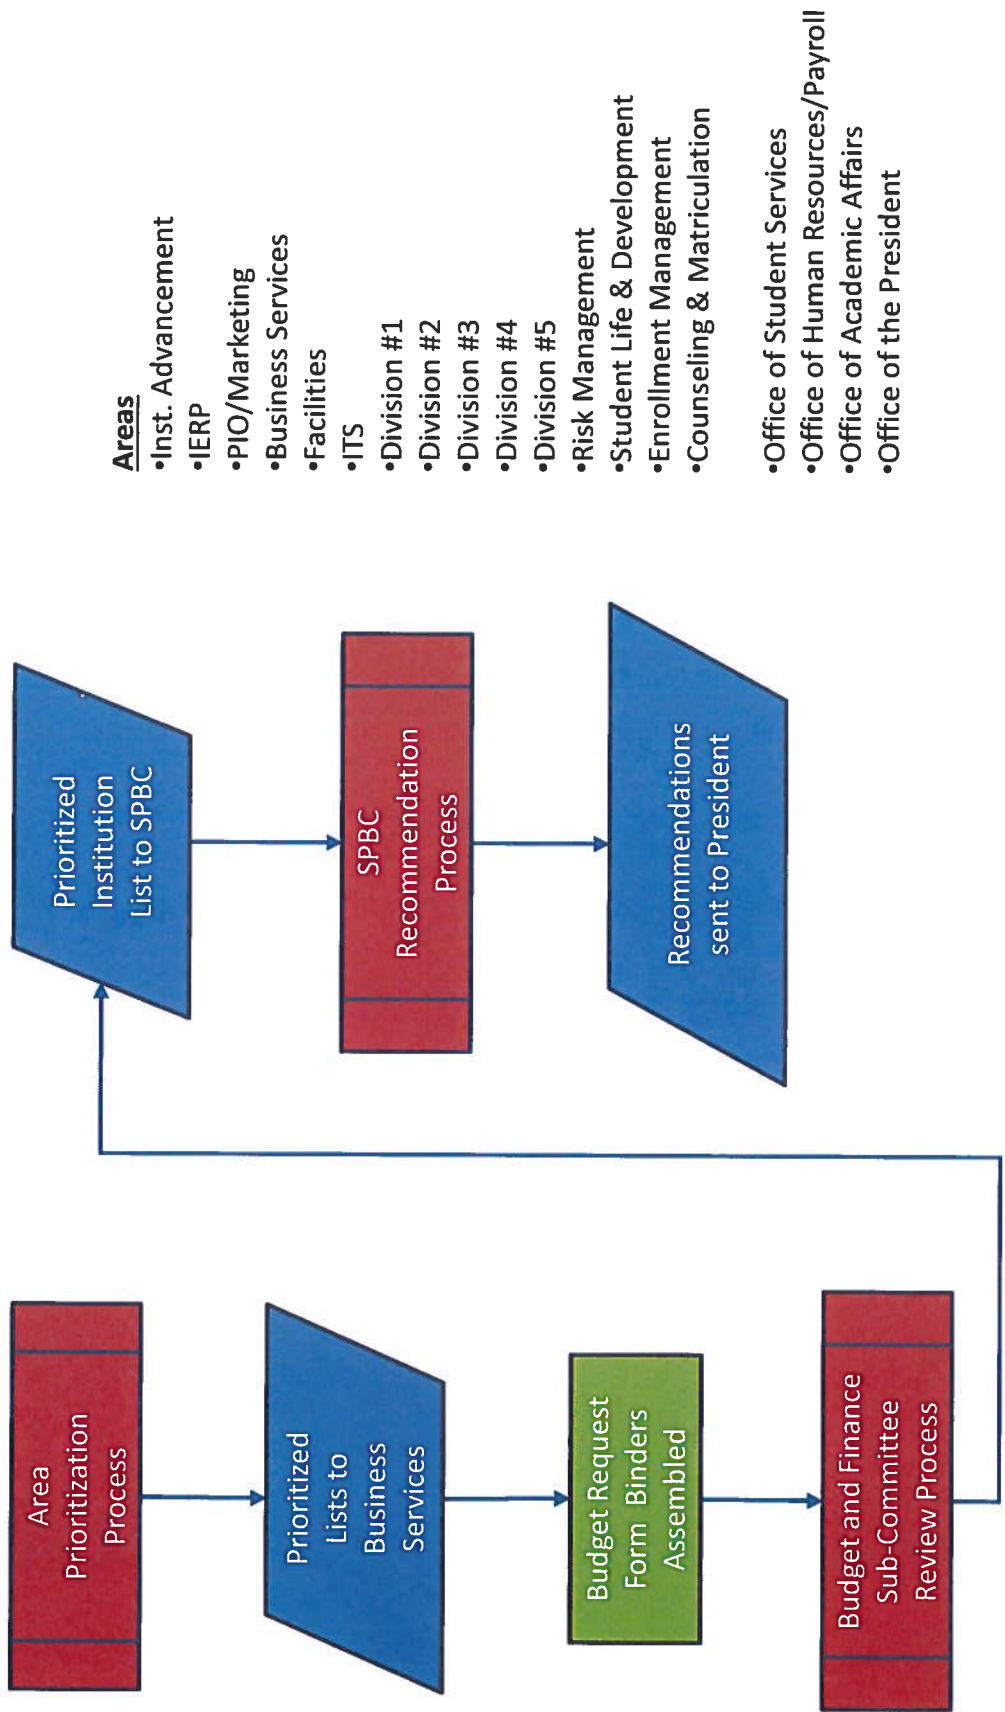 Area
Prioritization
Process
Prioritized
Lists to
Business
Services
Budget Request
Form Binders
Assembled
Budget and Finance
Sub-Committee
Review Process
Prioritized
Institution
List to SPBC
SPBC
Recommendation
Process
Recommendations
sent to President
Areas
•Inst. Advancement
•IERP
•PIO/Marketing
•Business Services
•Facilities
•ITS
•Division #1
•Division #2
•Division #3
•Division #4
•Division #5
•Risk Management
•Student Life & Development
•Enrollment Management
•Counseling & Matriculation
•Office of Student Services
•Office of Human Resources/Payroll
•Office of Academic Affairs
•Office of the President